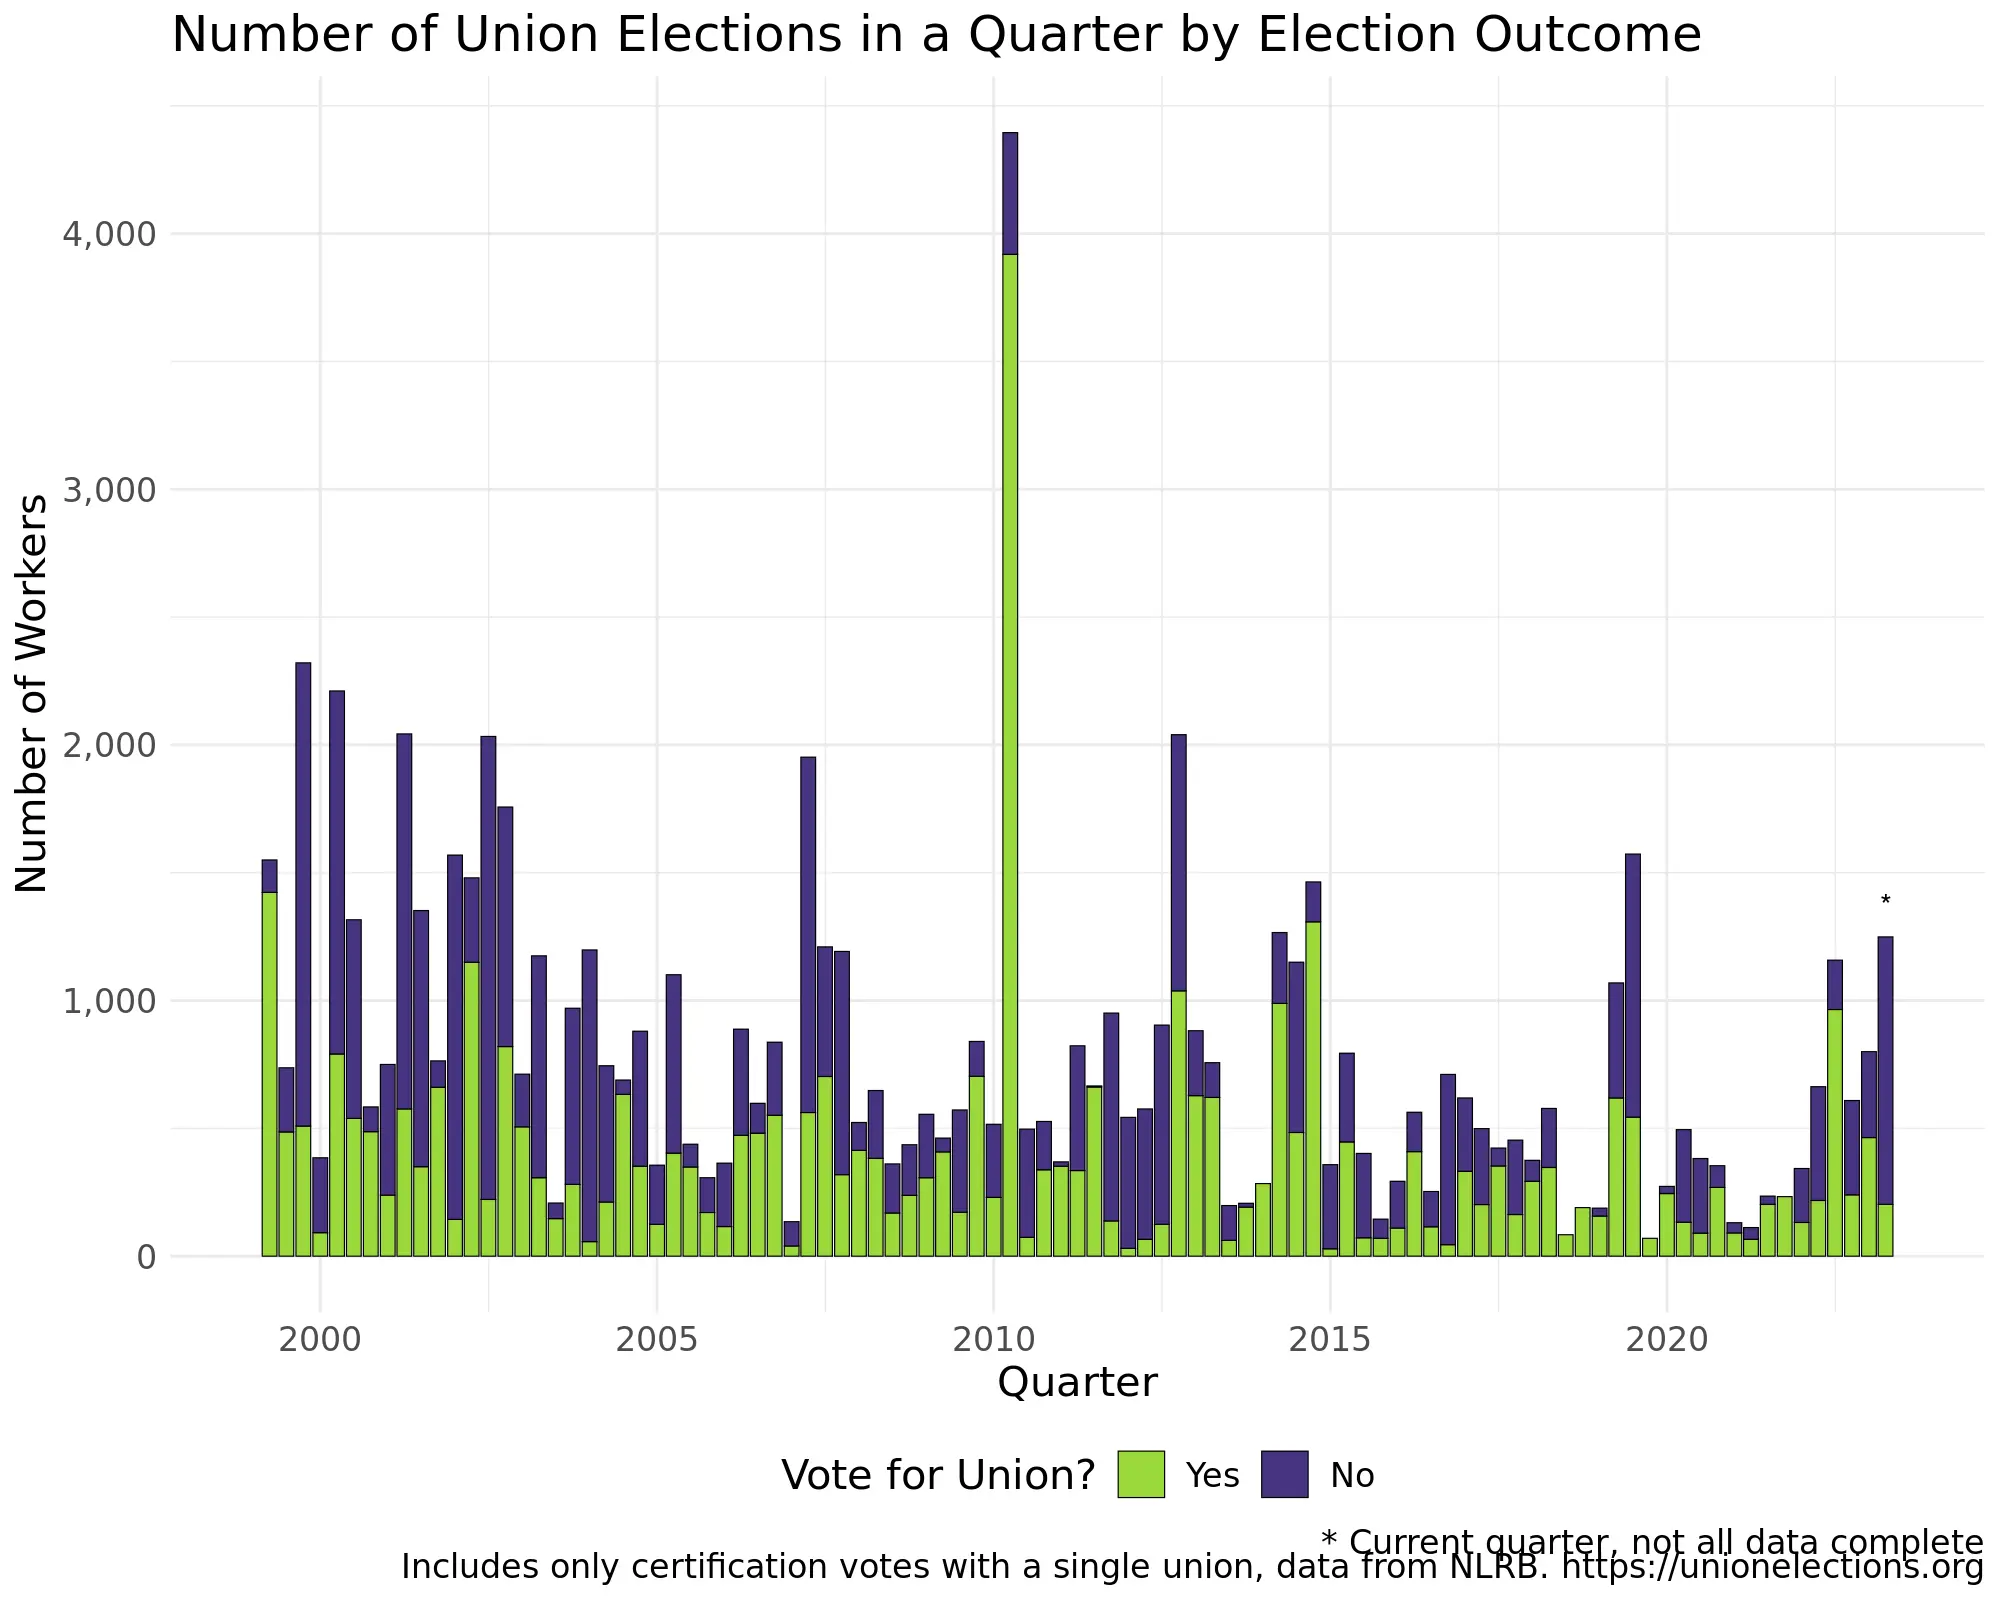 Number of Union Elections in a Quarter by Election Outcome
Number of Workers
4,000
3,000
2,000
1,000
0
*
2000 2005 2010 2015 2020
Quarter
Vote for Union? Yes No
* Current quarter, not all data complete
Includes only certification votes with a single union, data from NLRB. https://unionelections.org